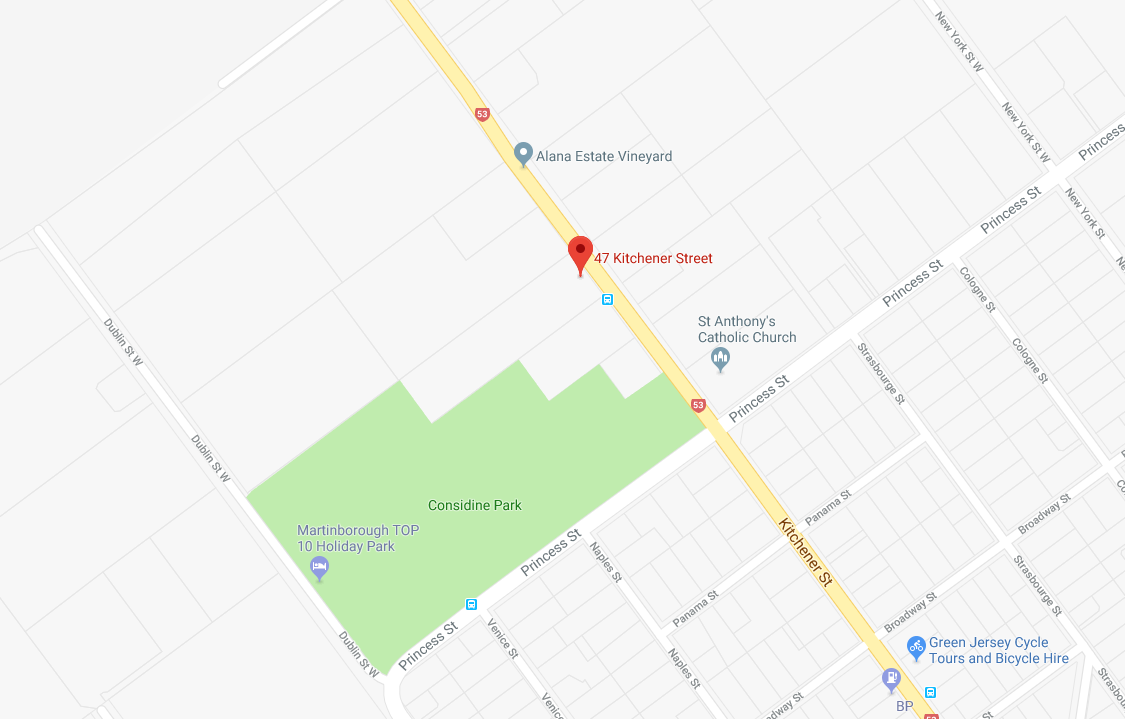 New York St W
53
New York St W
Princess
Alana Estate Vineyard
Princess St
New York St
47 Kitchener Street
Princess St
Cologne St
St Anthony's
Catholic Church
Dublin St W
Cologne St
Strasbourge St
Princess St
53
Dublin St W
Considine Park
Panama St
Broadway St
Martinborough TOP
10 Holiday Park
Kitchener St
Princess St
Naples St
Strasbourge St
Panama St
Broadway St
Venice St
Princess St
Dublin St W
Green Jersey Cycle
Tours and Bicycle Hire
Naples St
Strasbourg
Venice
BP
Broadway St
St
53